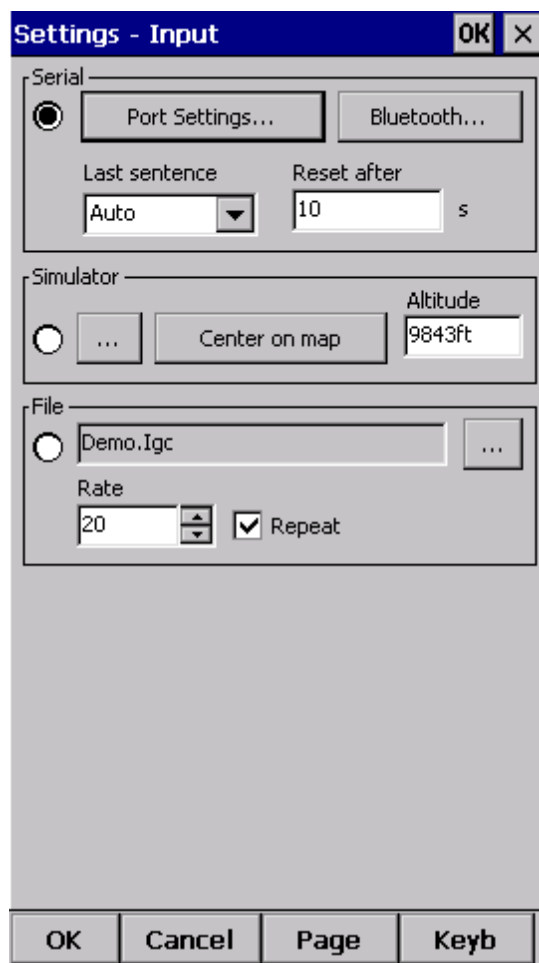 Settings - Input OK ×
Serial
Port Settings... Bluetooth...
Last sentence Reset after
Auto 10 s
Simulator
Altitude
... Center on map 9843ft
File
Demo.Igc ...
Rate
20 Repeat
OK Cancel Page Keyb